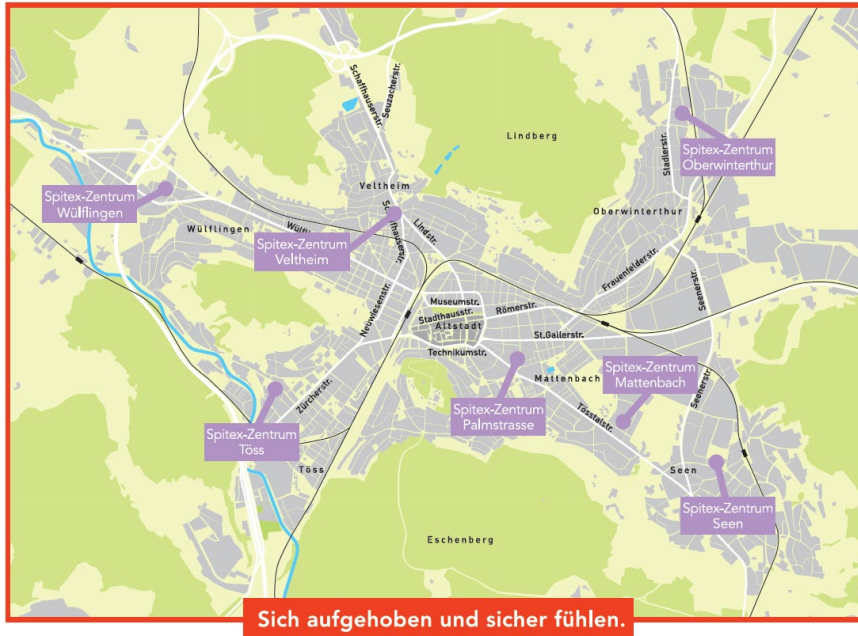 Schaffhauserstr.
Seuzacherstr.
Lindberg
Stadlerstr.
Spitex-Zentrum
Oberwinterthur
Veltheim
Spitex-Zentrum
Wülflingen
Oberwinterthur
Wülflingen
Schaffhauserstr.
Lindstr.
Spitex-Zentrum
Veltheim
Frauenfelderstr.
Seenerstr.
Neuwiesenstr.
Museumstr.
Römerstr.
Stadthausstr.
Altstadt
St.Gallerstr.
Technikumstr.
Mattenbach
Spitex-Zentrum
Mattenbach
Seenerstr.
Zürcherstr.
Spitex-Zentrum
Palmstrasse
Tösstalstr.
Spitex-Zentrum
Töss
Töss
Seen
Spitex-Zentrum
Seen
Eschenberg
Sich aufgehoben und sicher fühlen.